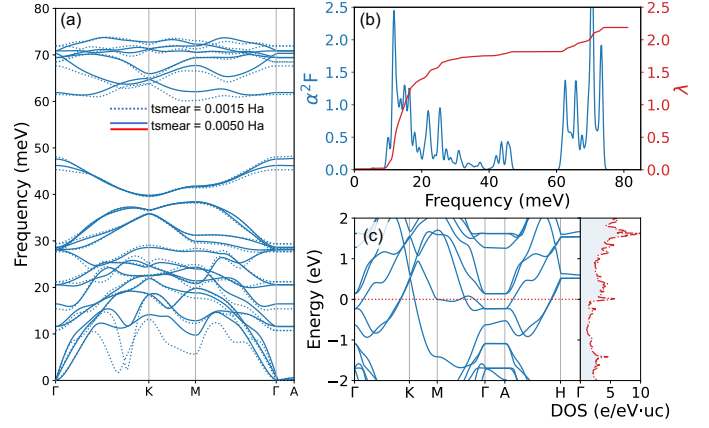 (a)
Frequency (meV)
80
70
60
50
40
30
20
10
0
tsmear = 0.0015 Ha
tsmear = 0.0050 Ha
Γ K M Γ A
(b)
α²F
2.5
2.0
1.5
1.0
0.5
0.0
2.5
2.0
1.5
1.0
0.5
0.0
λ
0 20 40 60 80
Frequency (meV)
(c)
Energy (eV)
2
1
0
−1
−2
Γ K M Γ A H Γ 5 10
DOS (e/eV·uc)